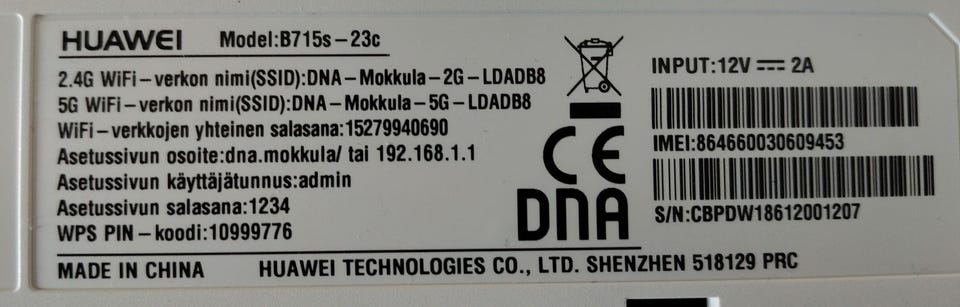 HUAWEI Model:B715s-23c
2.4G WiFi-verkon nimi(SSID):DNA-Mokkula-2G-LDADB8
5G WiFi-verkon nimi(SSID):DNA-Mokkula-5G-LDADB8
WiFi-verkkojen yhteinen salasana:15279940690
Asetussivun osoite:dna.mokkula/ tai 192.168.1.1
Asetussivun käyttäjätunnus:admin
Asetussivun salasana:1234
WPS PIN-koodi:10999776
CE
DNA
INPUT:12V ⎓ 2A
IMEI:864660030609453
S/N:CBPDW18612001207
MADE IN CHINA HUAWEI TECHNOLOGIES CO., LTD. SHENZHEN 518129 PRC